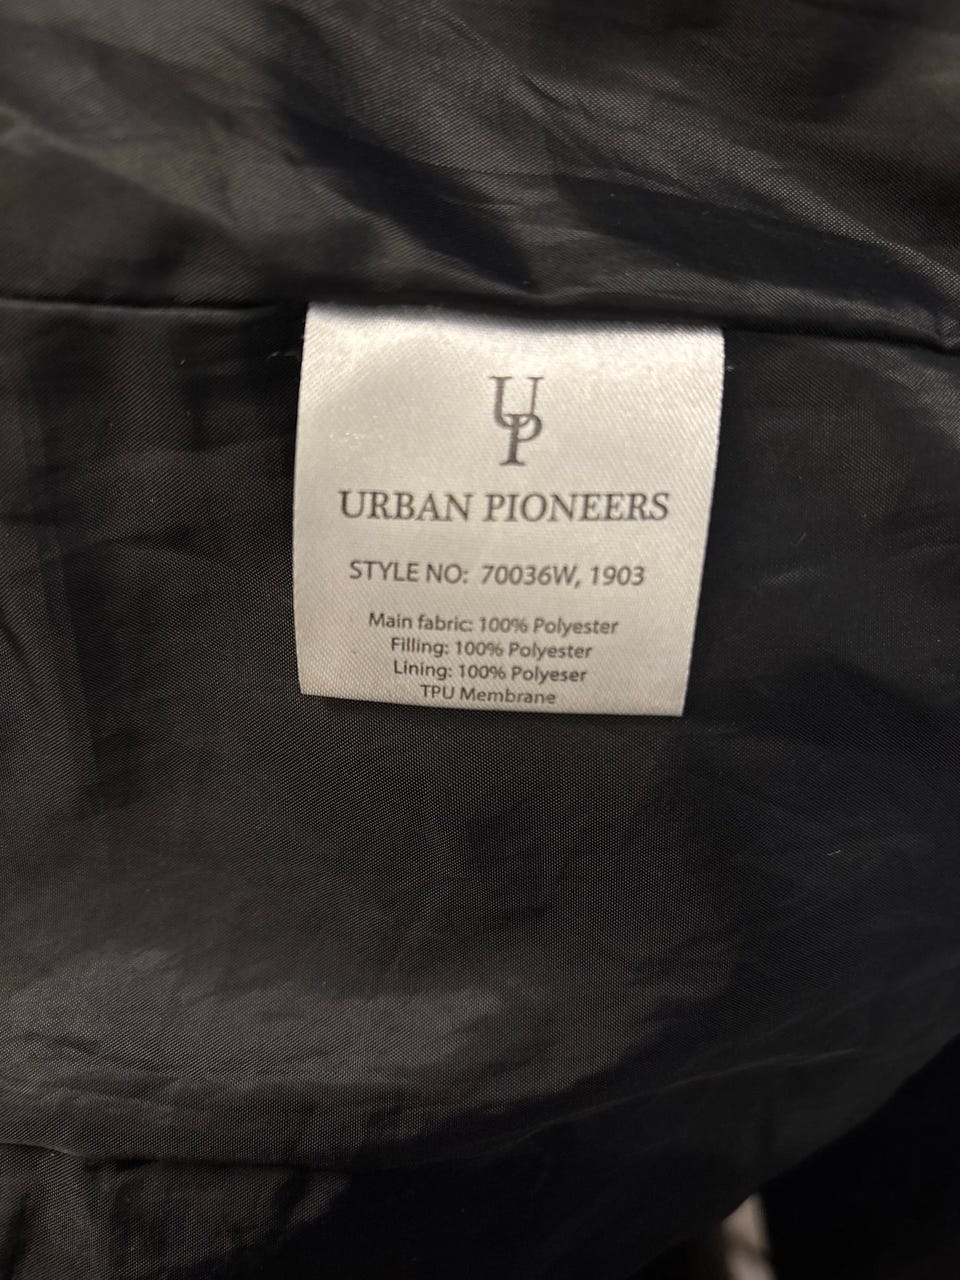 UP
URBAN PIONEERS
STYLE NO: 70036W, 1903
Main fabric: 100% Polyester
Filling: 100% Polyester
Lining: 100% Polyeser
TPU Membrane